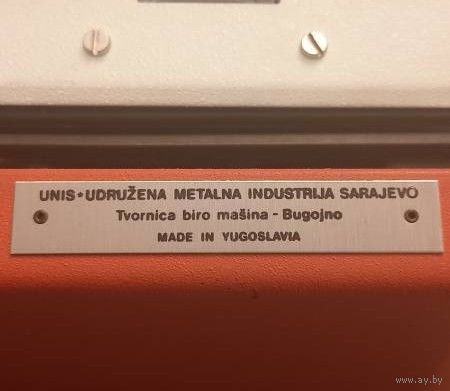 UNIS•UDRUŽENA METALNA INDUSTRIJA SARAJEVO
Tvornica biro mašina - Bugojno
MADE IN YUGOSLAVIA
www.ay.by